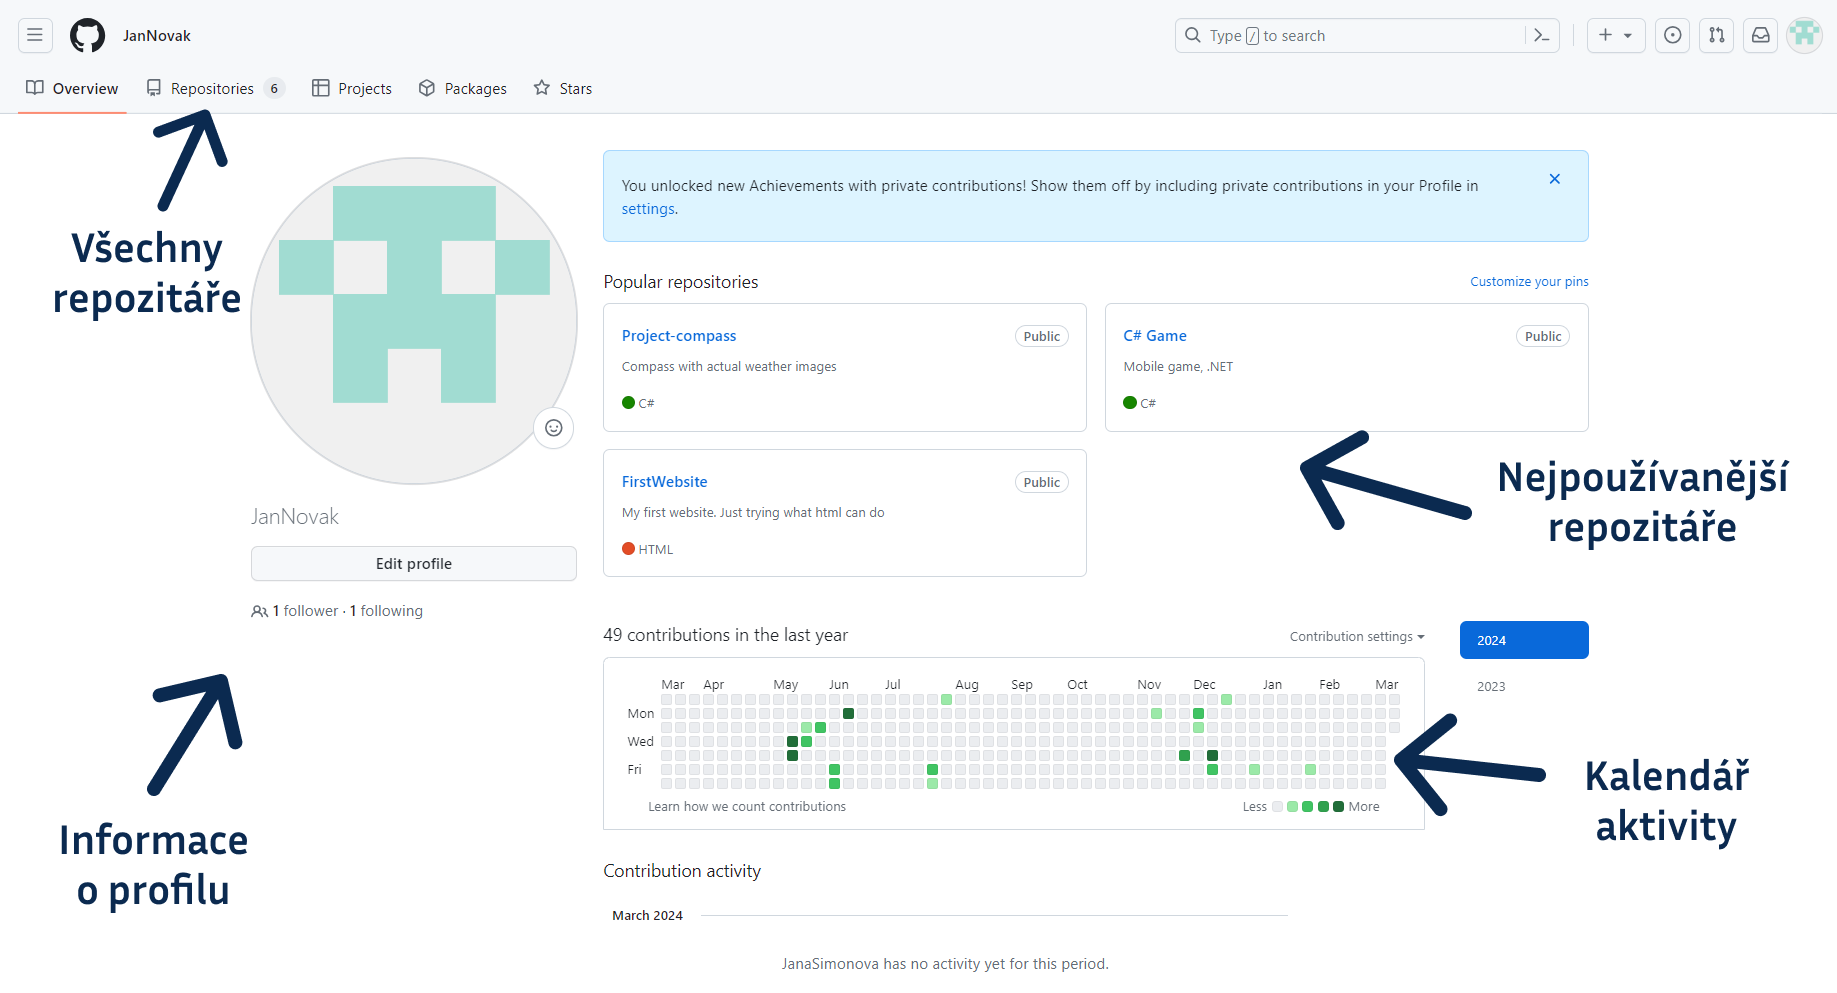 JanNovak
Type / to search
Overview
Repositories 6
Projects
Packages
Stars
Všechny
repozitáře
You unlocked new Achievements with private contributions! Show them off by including private contributions in your Profile in
settings.
Popular repositories
Customize your pins
Project-compass
Public
Compass with actual weather images
C#
C# Game
Public
Mobile game, .NET
C#
FirstWebsite
Public
My first website. Just trying what html can do
HTML
Nejpoužívanější
repozitáře
JanNovak
Edit profile
1 follower · 1 following
Informace
o profilu
49 contributions in the last year
Contribution settings
2024
2023
Mar Apr May Jun Jul Aug Sep Oct Nov Dec Jan Feb Mar
Mon
Wed
Fri
Learn how we count contributions
Less
More
Kalendář
aktivity
Contribution activity
March 2024
JanaSimonova has no activity yet for this period.